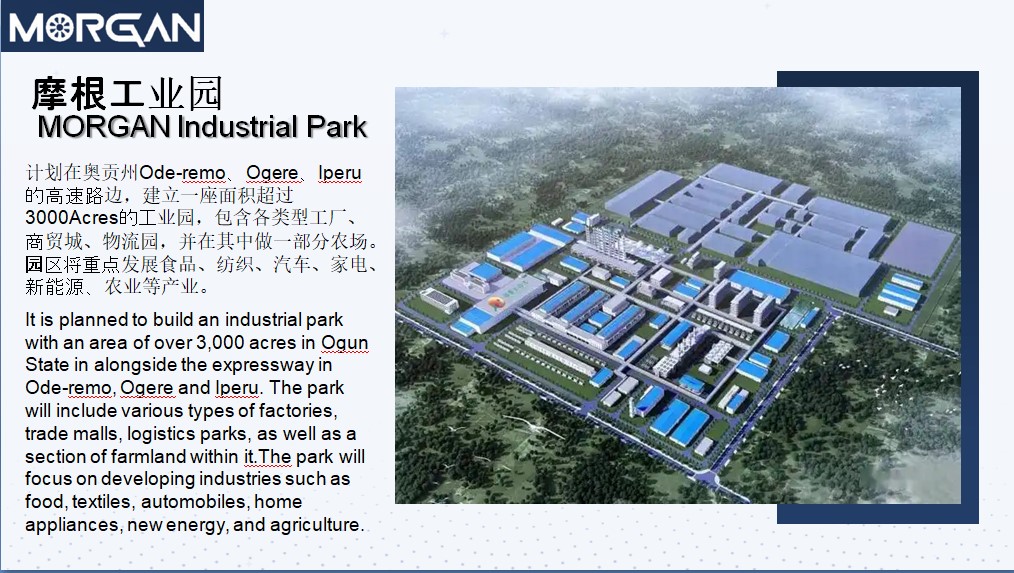 MORGAN
摩根工业园
MORGAN Industrial Park
计划在奥贡州Ode-remo、Ogere、Iperu
的高速路边，建立一座面积超过
3000Acres的工业园，包含各类型工厂、
商贸城、物流园，并在其中做一部分农场。
园区将重点发展食品、纺织、汽车、家电、
新能源、农业等产业。
It is planned to build an industrial park
with an area of over 3,000 acres in Ogun
State in alongside the expressway in
Ode-remo, Ogere and Iperu. The park
will include various types of factories,
trade malls, logistics parks, as well as a
section of farmland within it.The park will
focus on developing industries such as
food, textiles, automobiles, home
appliances, new energy, and agriculture.